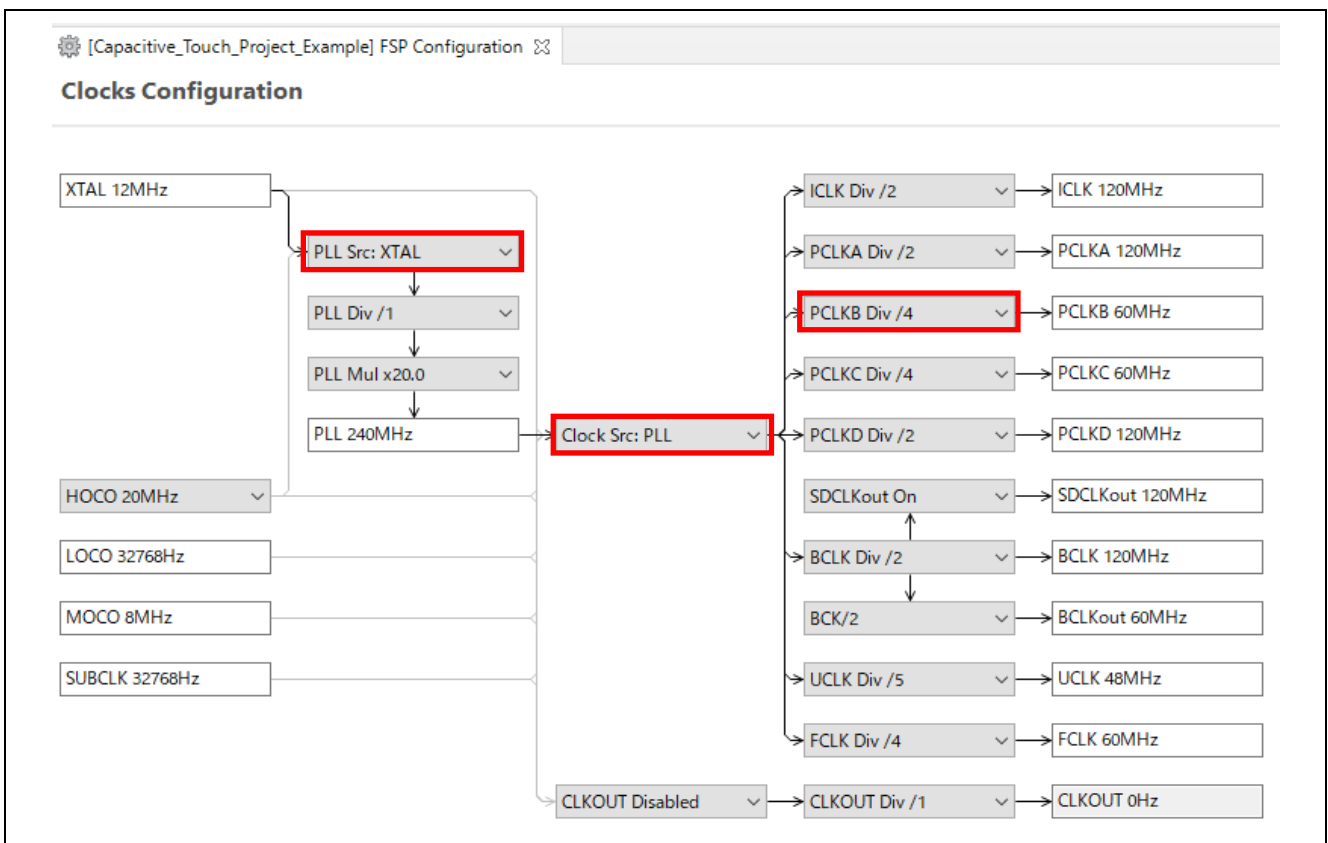 [Capacitive_Touch_Project_Example] FSP Configuration
Clocks Configuration
XTAL 12MHz
ICLK Div /2
ICLK 120MHz
PLL Src: XTAL
PCLKA Div /2
PCLKA 120MHz
PLL Div /1
PCLKB Div /4
PCLKB 60MHz
PLL Mul x20.0
PCLKC Div /4
PCLKC 60MHz
PLL 240MHz
Clock Src: PLL
PCLKD Div /2
PCLKD 120MHz
HOCO 20MHz
SDCLKout On
SDCLKout 120MHz
LOCO 32768Hz
BCLK Div /2
BCLK 120MHz
MOCO 8MHz
BCK/2
BCLKout 60MHz
SUBCLK 32768Hz
UCLK Div /5
UCLK 48MHz
FCLK Div /4
FCLK 60MHz
CLKOUT Disabled
CLKOUT Div /1
CLKOUT 0Hz